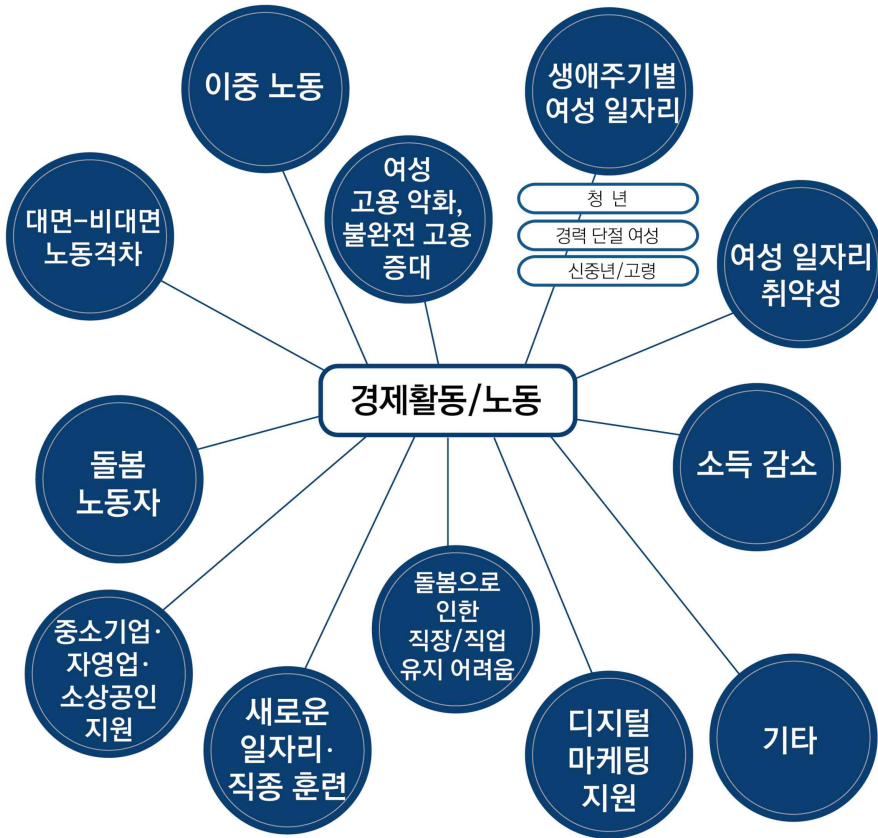 이중 노동
생애주기별
여성 일자리
청 년
경력 단절 여성
신중년/고령
여성
고용 악화,
불완전 고용
증대
대면-비대면
노동격차
여성 일자리
취약성
경제활동/노동
돌봄
노동자
소득 감소
중소기업·
자영업·
소상공인
지원
새로운
일자리·
직종 훈련
돌봄으로
인한
직장/직업
유지 어려움
디지털
마케팅
지원
기타